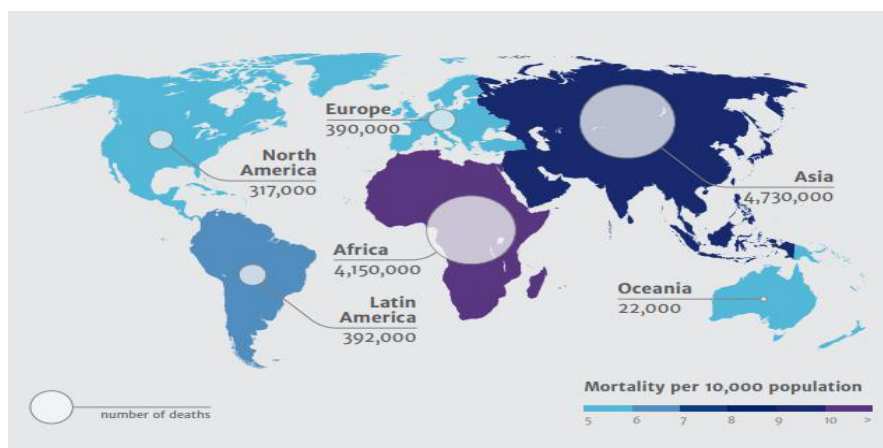 Europe
390,000
North
America
317,000
Asia
4,730,000
Africa
4,150,000
Oceania
22,000
Latin
America
392,000
Mortality per 10,000 population
number of deaths
5 6 7 8 9 10 >